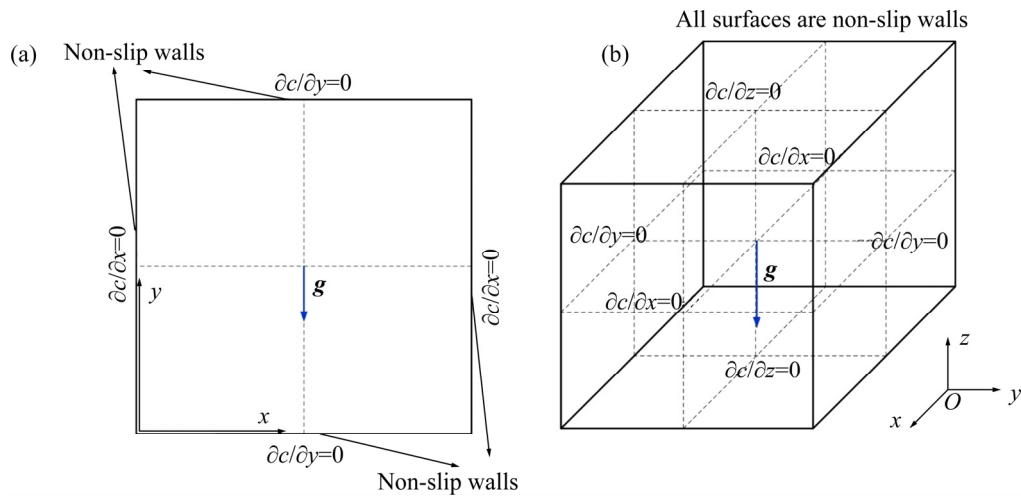 All surfaces are non-slip walls
(a)
Non-slip walls
∂c/∂y=0
∂c/∂x=0
y
g
∂c/∂x=0
x
∂c/∂y=0
Non-slip walls
(b)
∂c/∂z=0
∂c/∂x=0
∂c/∂y=0
∂c/∂y=0
g
∂c/∂x=0
∂c/∂z=0
z
y
O
x